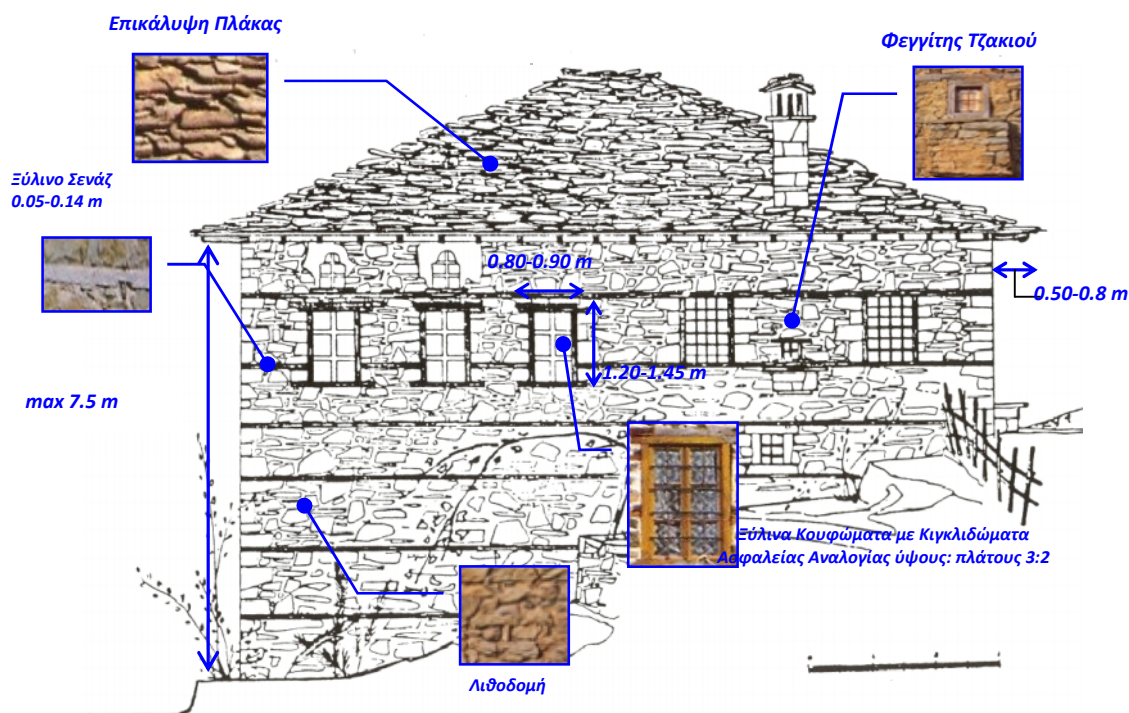 Επικάλυψη Πλάκας
Φεγγίτης Τζακιού
Ξύλινο Σενάζ
0.05-0.14 m
0.80-0.90 m
0.50-0.8 m
1.20-1.45 m
max 7.5 m
Ξύλινα Κουφώματα με Κιγκλιδώματα
Ασφαλείας Αναλογίας ύψους: πλάτους 3:2
Λιθοδομή